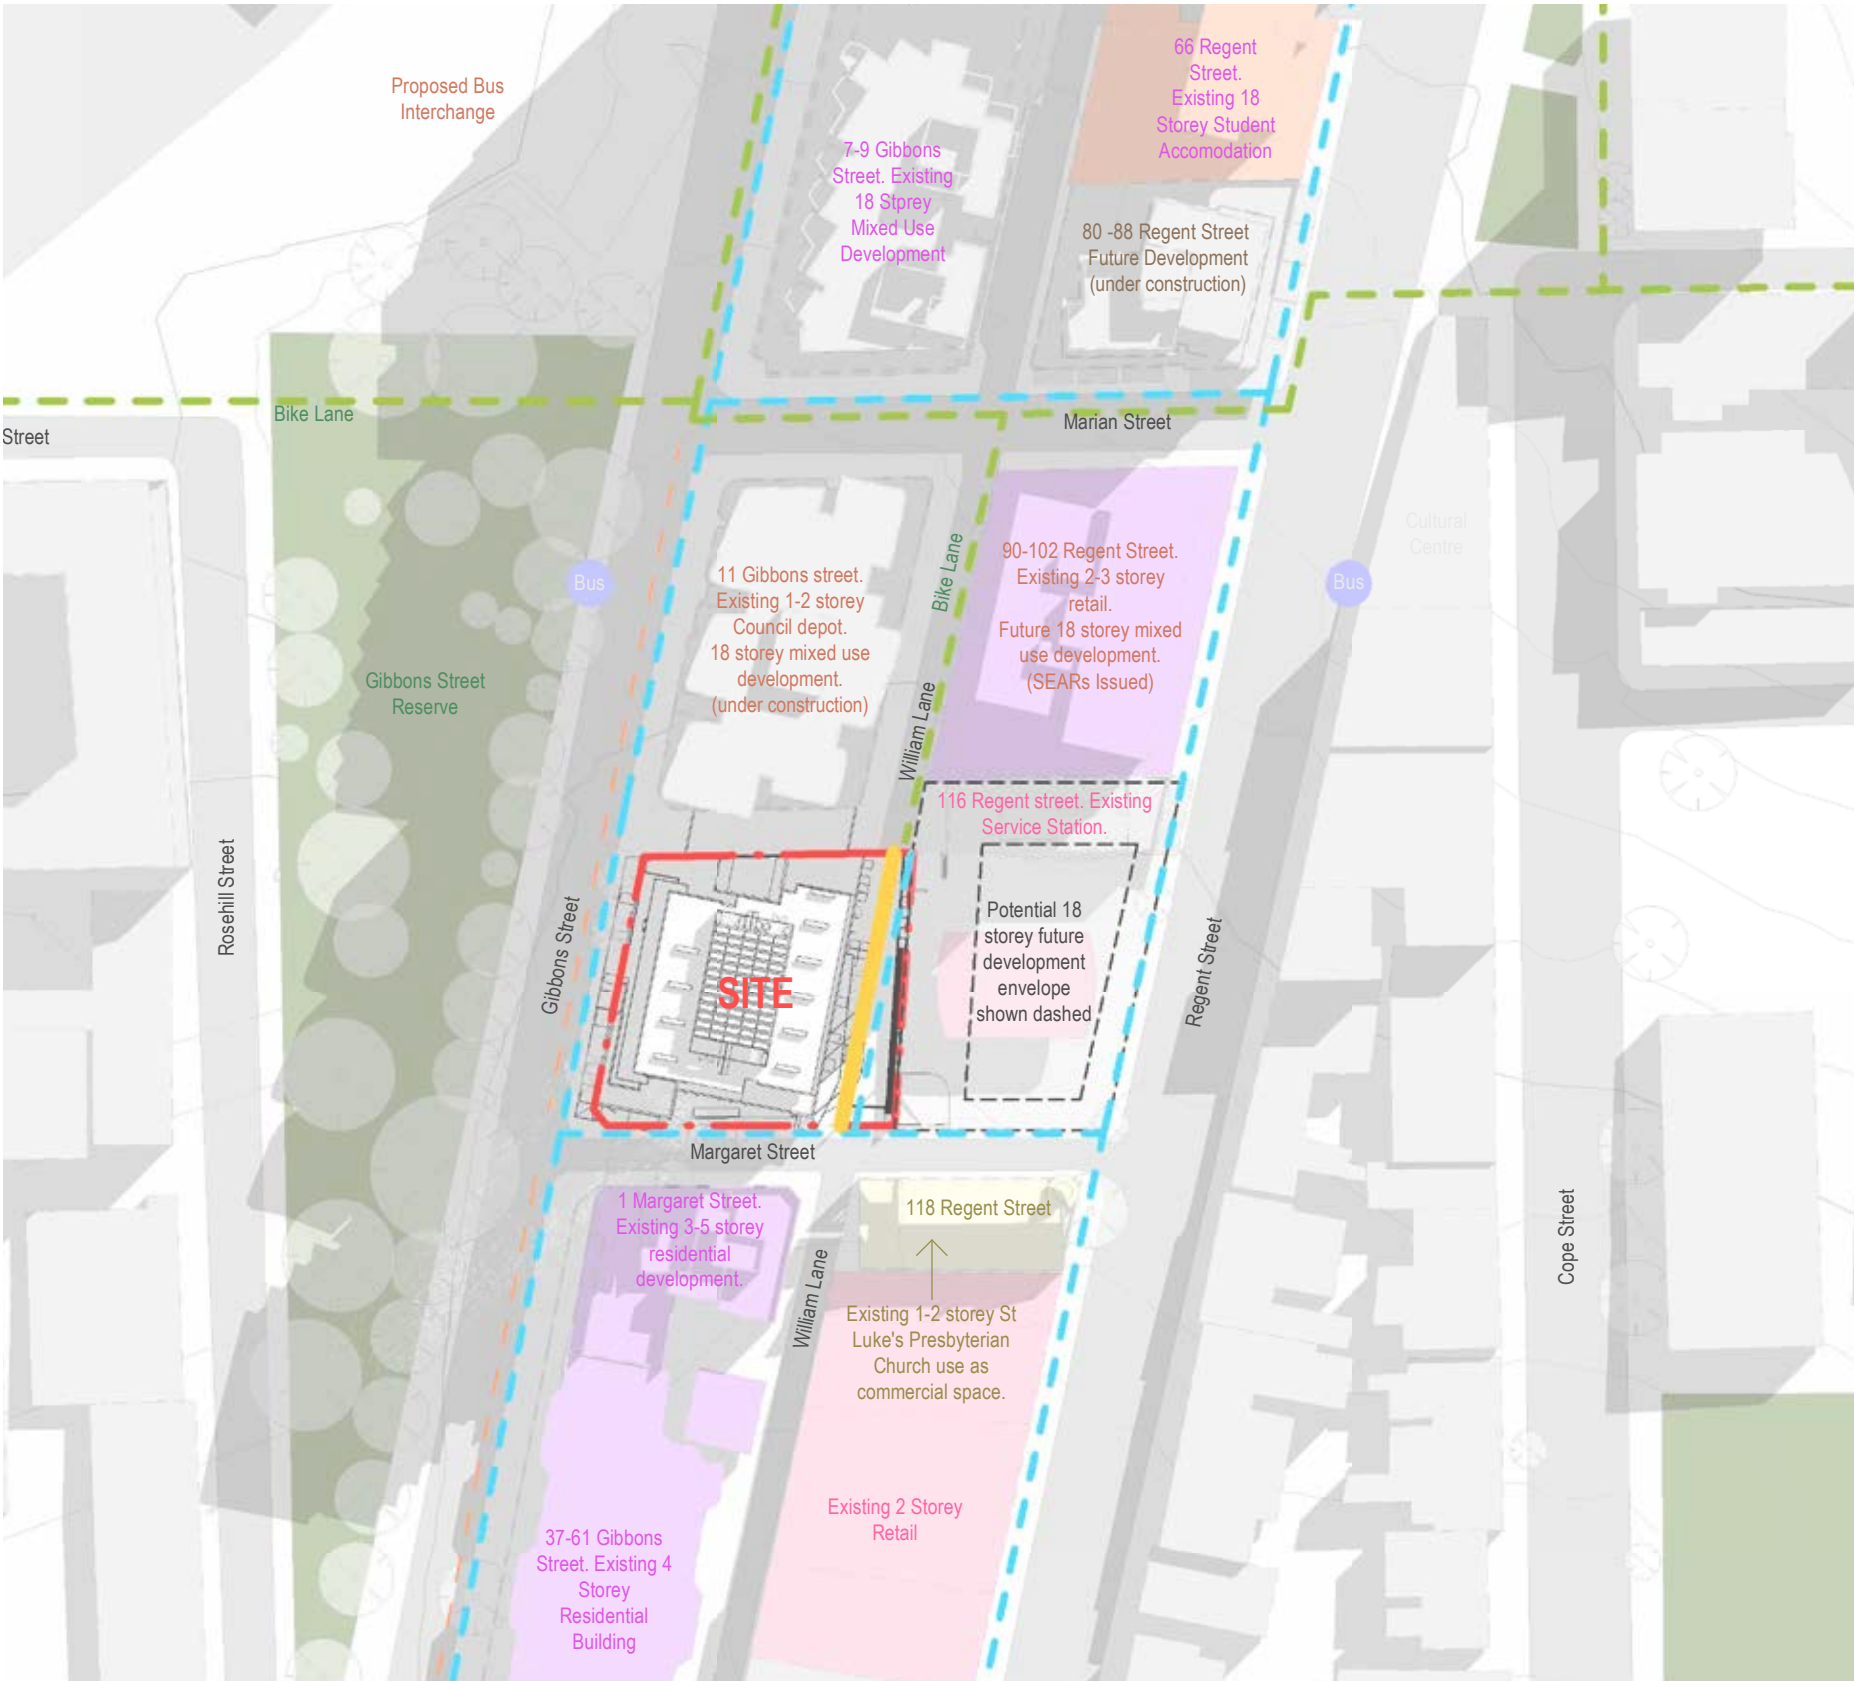 66 Regent
Street.
Existing 18
Storey Student
Accomodation
Proposed Bus
Interchange
7-9 Gibbons
Street. Existing
18 Stprey
Mixed Use
Development
80 -88 Regent Street
Future Development
(under construction)
Bike Lane
Marian Street
Street
Cultural
Centre
Bus
Bus
11 Gibbons street.
Existing 1-2 storey
Council depot.
18 storey mixed use
development.
(under construction)
Bike Lane
90-102 Regent Street.
Existing 2-3 storey
retail.
Future 18 storey mixed
use development.
(SEARs Issued)
Gibbons Street
Reserve
William Lane
116 Regent street. Existing
Service Station.
Rosehill Street
Gibbons Street
SITE
Potential 18
storey future
development
envelope
shown dashed
Regent Street
Margaret Street
1 Margaret Street.
Existing 3-5 storey
residential
development.
William Lane
118 Regent Street
Cope Street
Existing 1-2 storey St
Luke's Presbyterian
Church use as
commercial space.
Existing 2 Storey
Retail
37-61 Gibbons
Street. Existing 4
Storey
Residential
Building